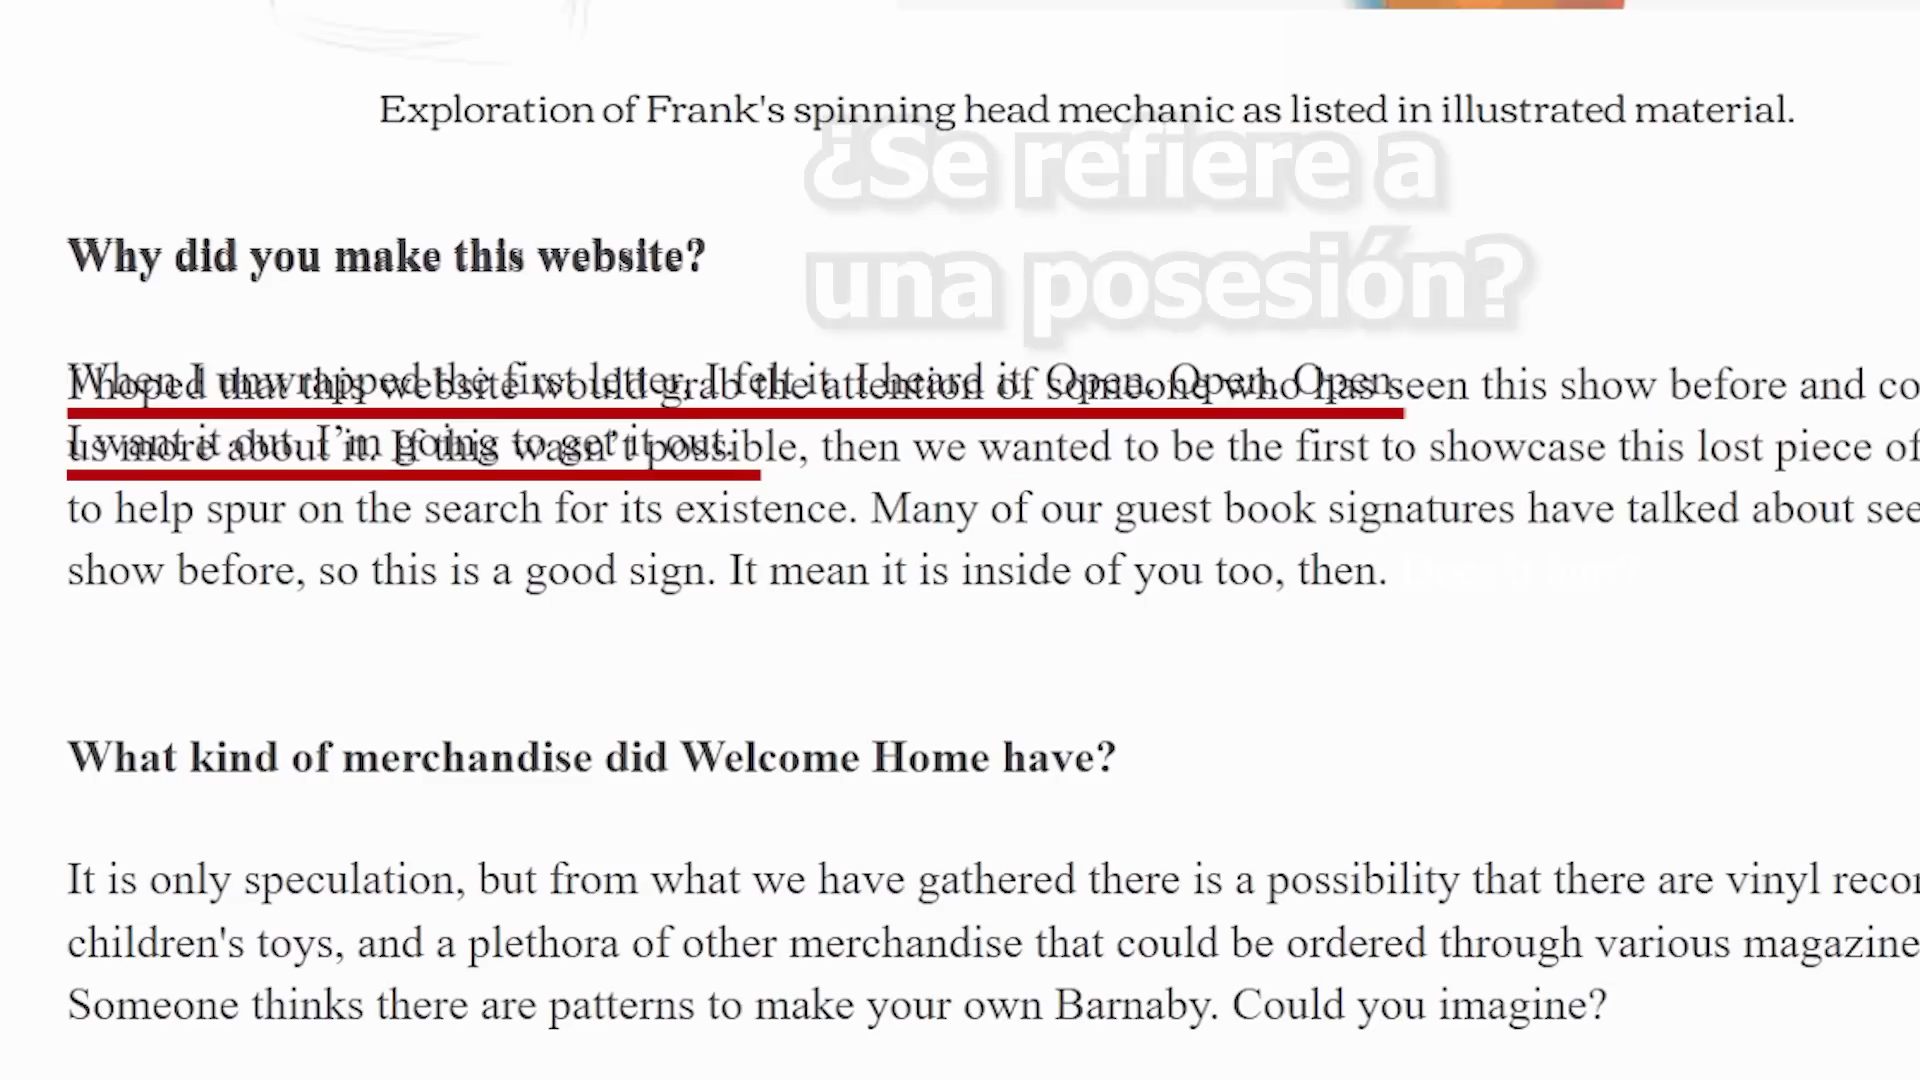 Exploration of Frank's spinning head mechanic as listed in illustrated material.
¿Se refiere a
una posesión?
Why did you make this website?
When I unwrapped the first letter, I felt it. I heard it. Open. Open. Open.
I hoped that this website would grab the attention of someone who has seen this show before and co
I want it out. I’m going to get it out.
us more about it. If this wasn't possible, then we wanted to be the first to showcase this lost piece of
to help spur on the search for its existence. Many of our guest book signatures have talked about see
show before, so this is a good sign. It mean it is inside of you too, then.
What kind of merchandise did Welcome Home have?
It is only speculation, but from what we have gathered there is a possibility that there are vinyl recor
children's toys, and a plethora of other merchandise that could be ordered through various magazine
Someone thinks there are patterns to make your own Barnaby. Could you imagine?